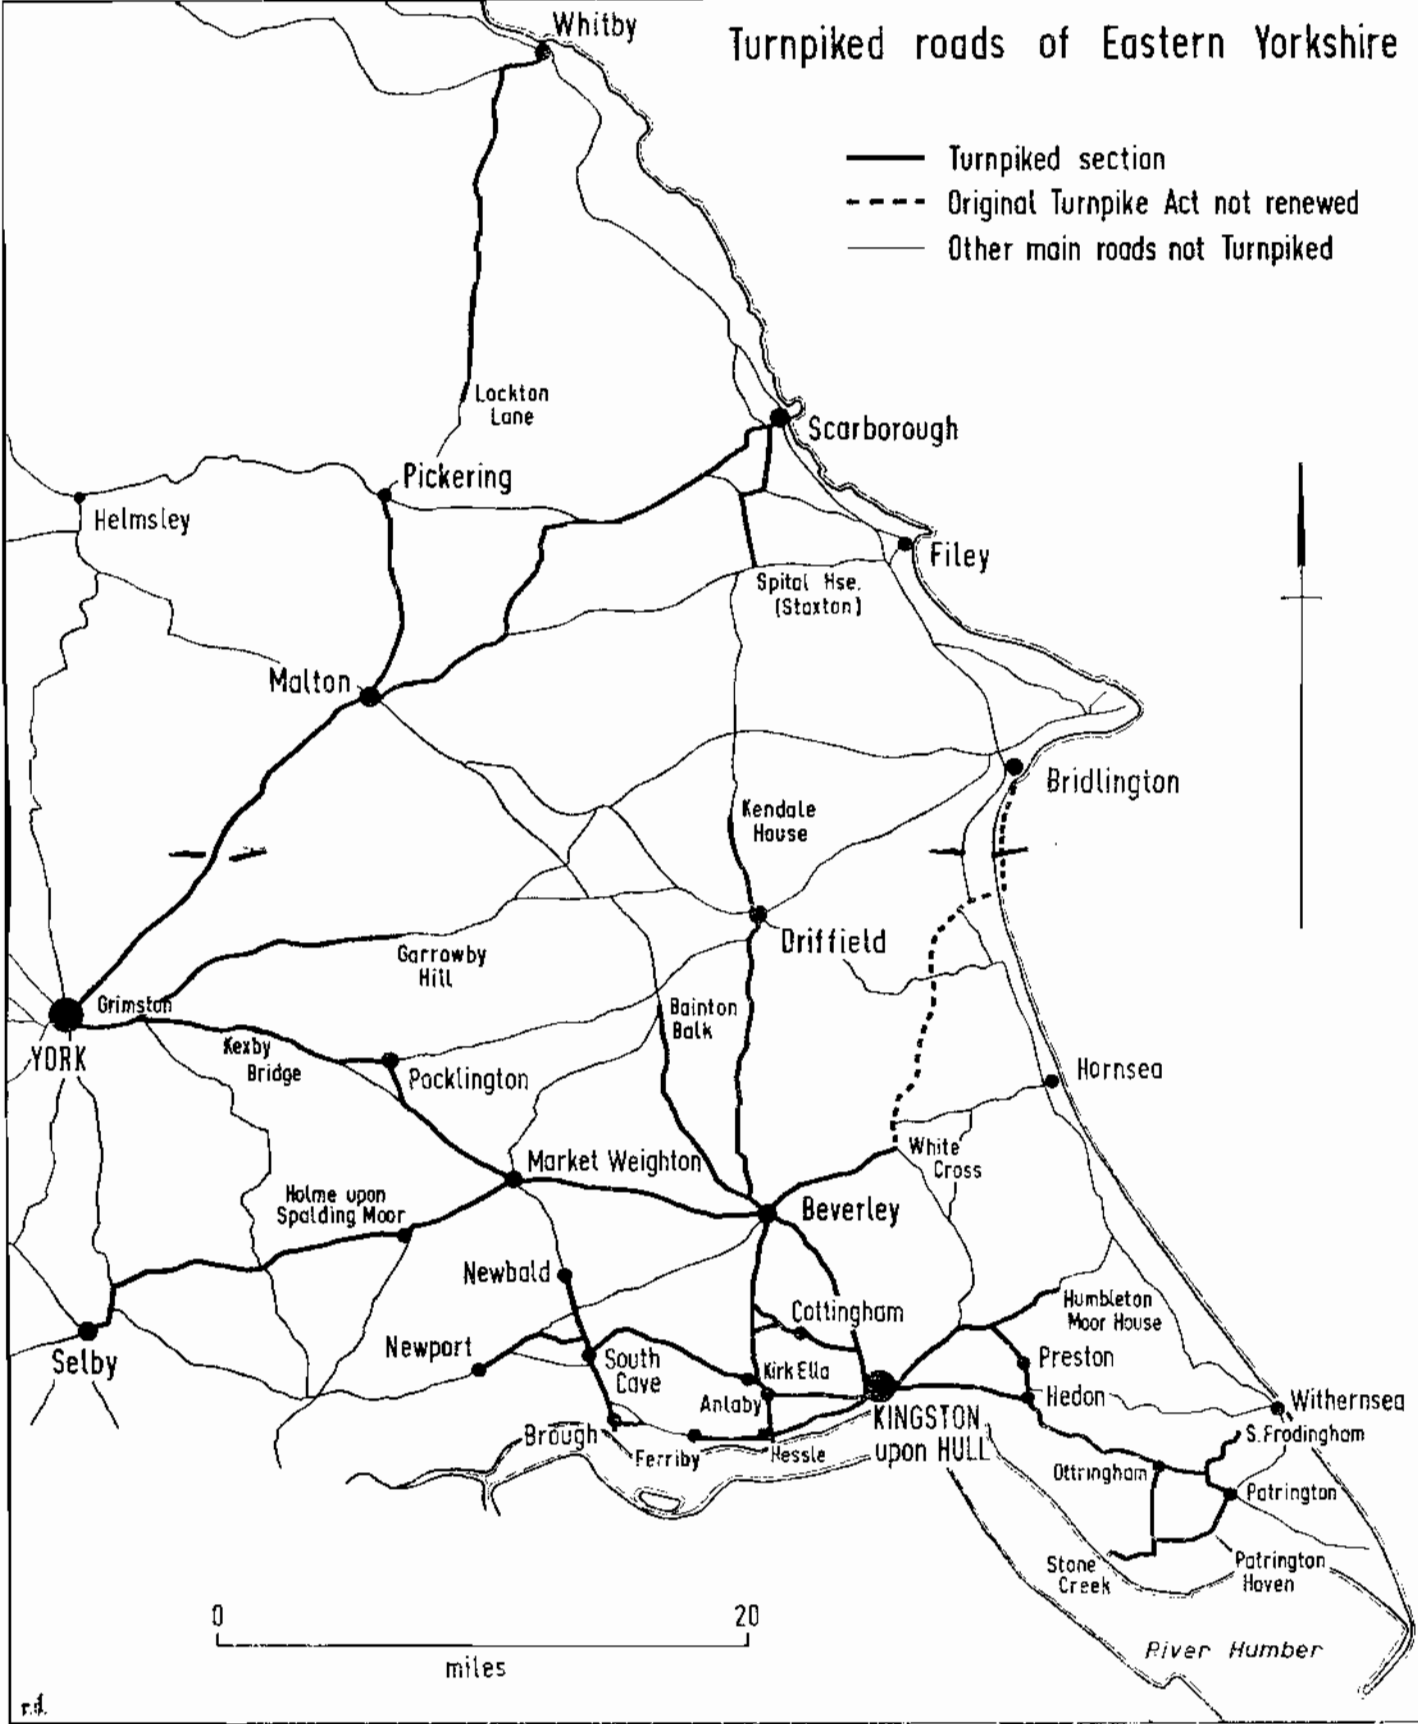 Whitby
Turnpiked roads of Eastern Yorkshire
Turnpiked section
Original Turnpike Act not renewed
Other main roads not Turnpiked
Lockton
Lane
Scarborough
Pickering
Helmsley
Filey
Spital Hse.
(Staxton)
Malton
Bridlington
Kendale
House
Driffield
Garrowby
Hill
Grimston
Bainton
Balk
YORK
Kexby
Bridge
Pocklington
Hornsea
White
Cross
Market Weighton
Holme upon
Spalding Moor
Beverley
Newbald
Cottingham
Humbleton
Moor House
Newport
Selby
South
Cave
Kirk Ella
Preston
Anlaby
Hedon
Withernsea
KINGSTON
upon HULL
Brough
Ferriby
Hessle
S. Frodingham
Ottringham
Patrington
Stone
Creek
Patrington
Haven
0 20
miles
River Humber
r.d.